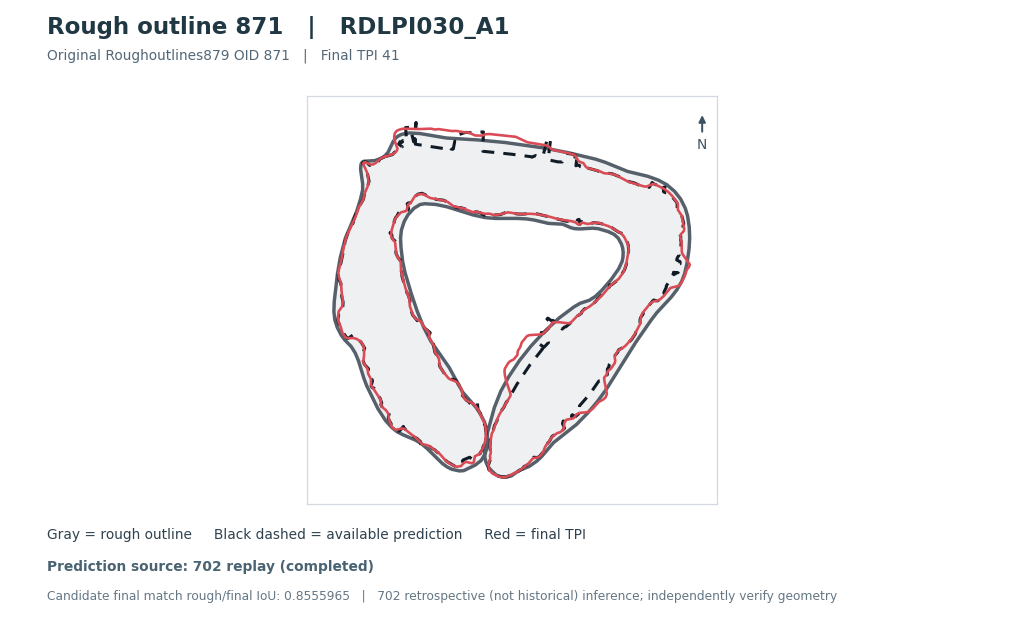 Rough outline 871   |   RDLPI030_A1
Original Roughoutlines879 OID 871   |   Final TPI 41
N
Gray = rough outline     Black dashed = available prediction     Red = final TPI
Prediction source: 702 replay (completed)
Candidate final match rough/final IoU: 0.8555965   |   702 retrospective (not historical) inference; independently verify geometry